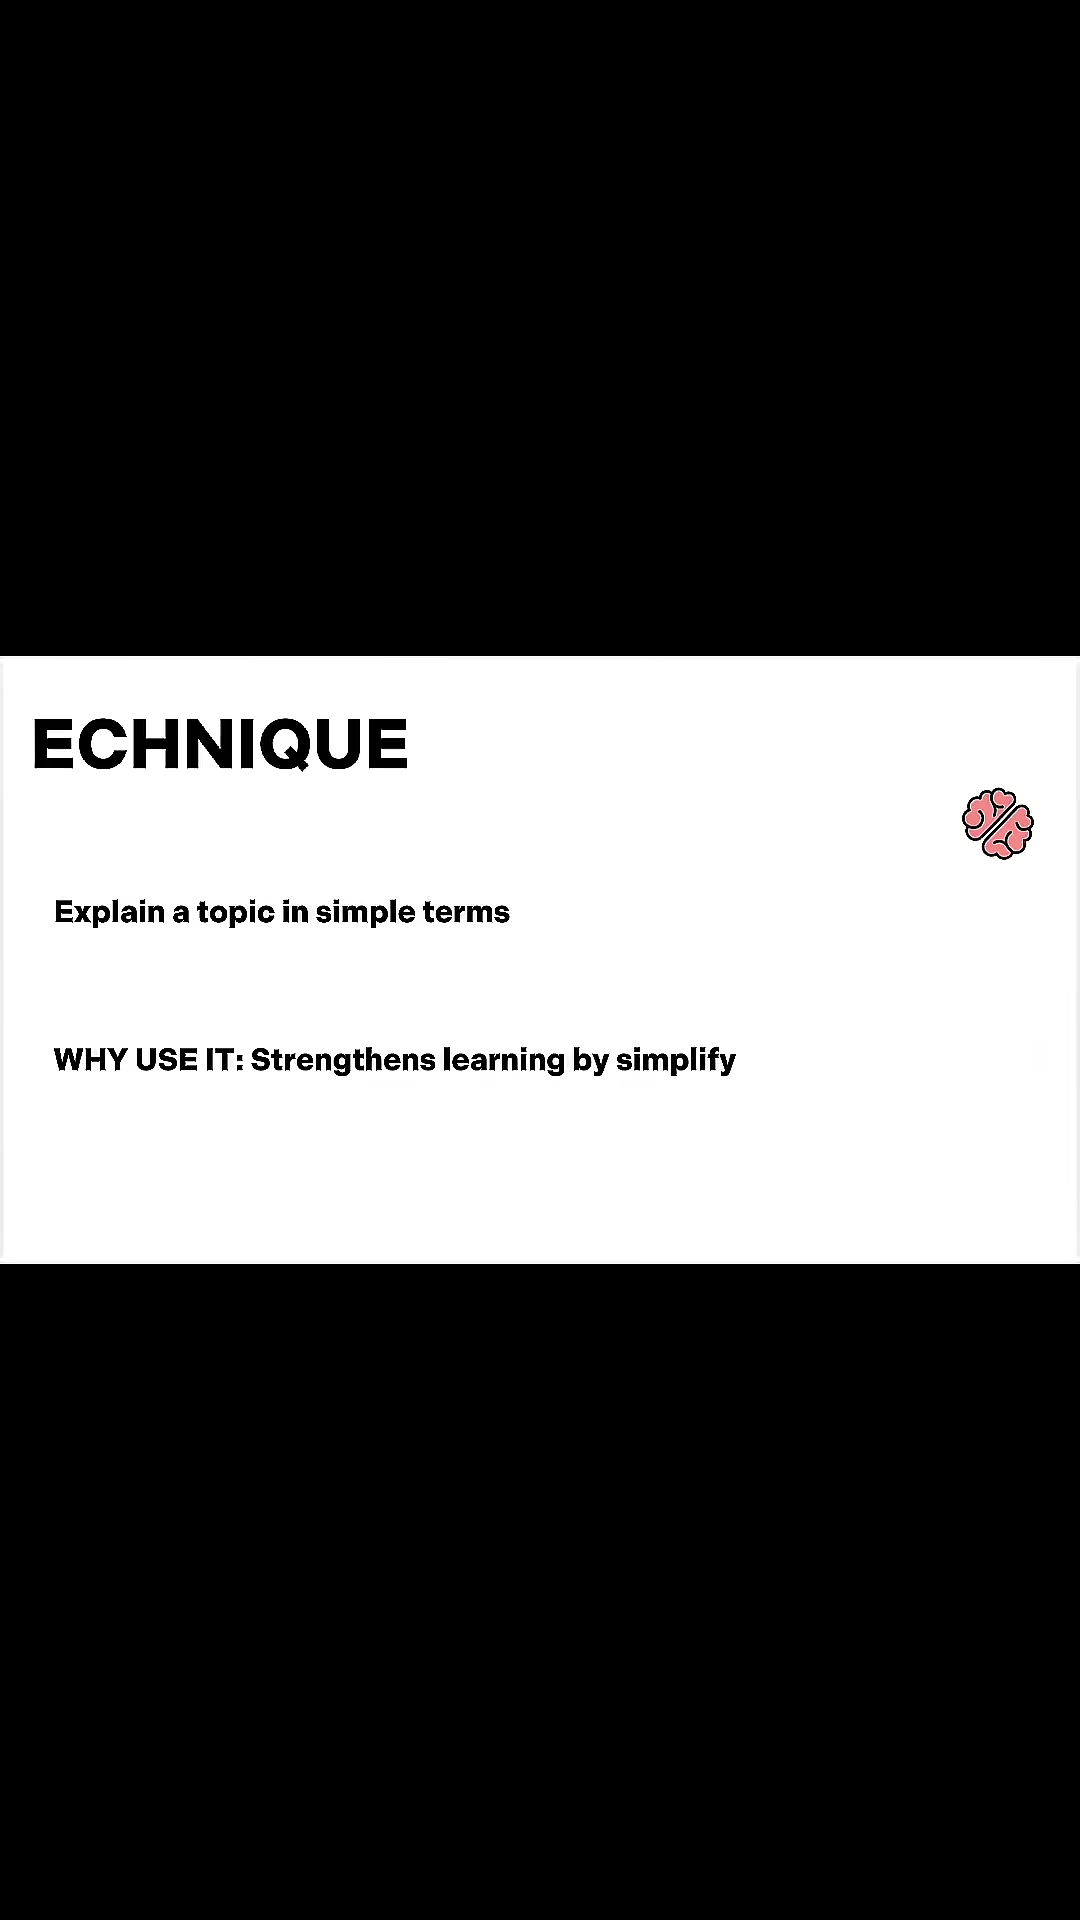 ECHNIQUE
Explain a topic in simple terms
WHY USE IT: Strengthens learning by simplify